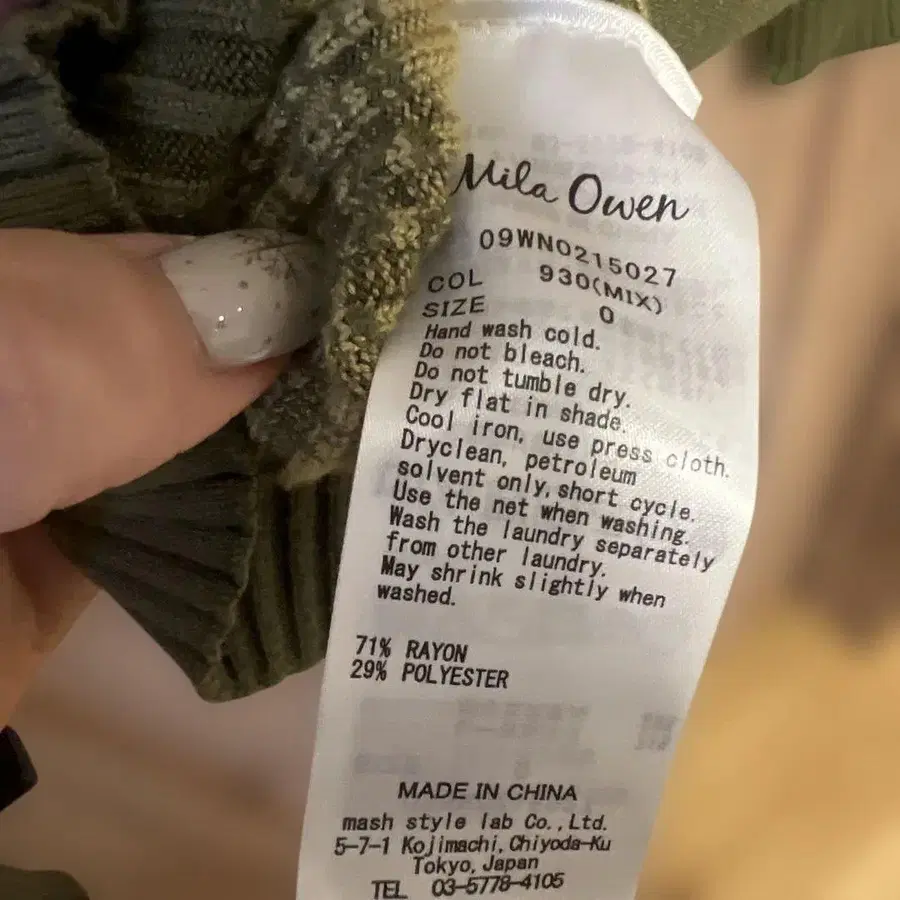 Mila Owen
09WNO215027
COL 930(MIX)
SIZE 0
Hand wash cold.
Do not bleach.
Do not tumble dry.
Dry flat in shade.
Cool iron, use press cloth.
Dryclean, petroleum
solvent only, short cycle.
Use the net when washing.
Wash the laundry separately
from other laundry.
May shrink slightly when
washed.
71% RAYON
29% POLYESTER
MADE IN CHINA
mash style lab Co., Ltd.
5-7-1 Kojimachi, Chiyoda-Ku
Tokyo, Japan
TEL 03-5778-4105